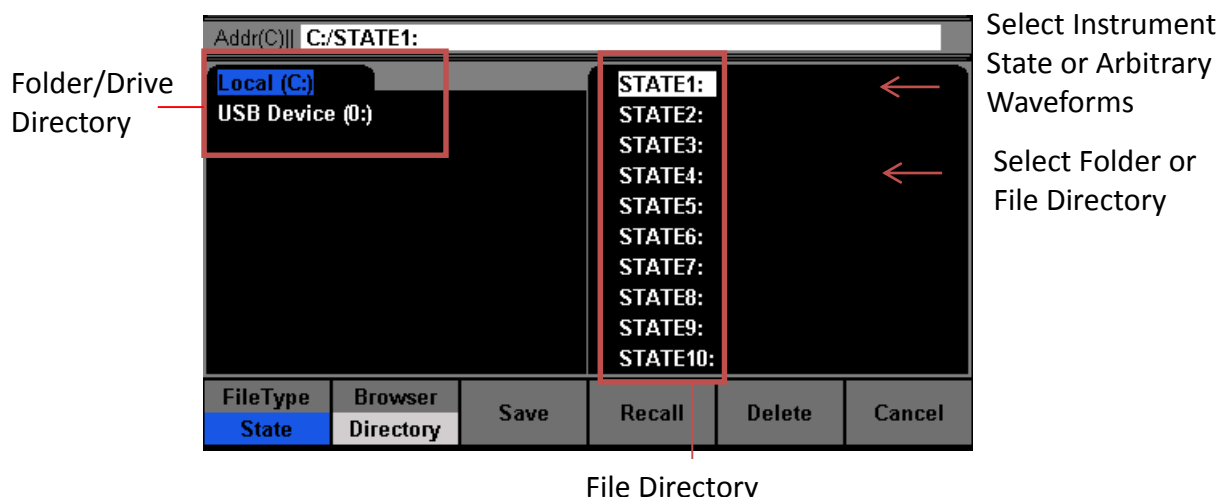 Addr(C)|| C:/STATE1:
Select Instrument
State or Arbitrary
Waveforms
Folder/Drive
Directory
Local (C:)
USB Device (0:)
STATE1:
STATE2:
STATE3:
STATE4:
STATE5:
STATE6:
STATE7:
STATE8:
STATE9:
STATE10:
Select Folder or
File Directory
FileType
State
Browser
Directory
Save
Recall
Delete
Cancel
File Directory